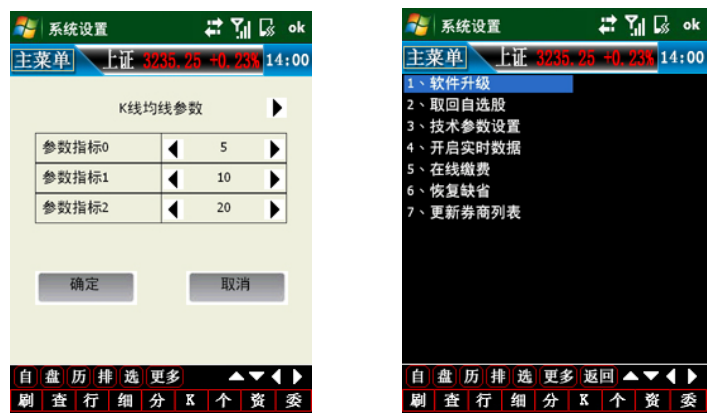 系统设置 ok
主菜单 上证 3235.25 +0.23% 14:00
K线均线参数
参数指标0 5
参数指标1 10
参数指标2 20
确定 取消
自 盘 历 排 选 更多
刷 查 行 细 分 K 个 资 委
系统设置 ok
主菜单 上证 3235.25 +0.23% 14:00
1、软件升级
2、取回自选股
3、技术参数设置
4、开启实时数据
5、在线缴费
6、恢复缺省
7、更新券商列表
自 盘 历 排 选 更多 返回
刷 查 行 细 分 K 个 资 委